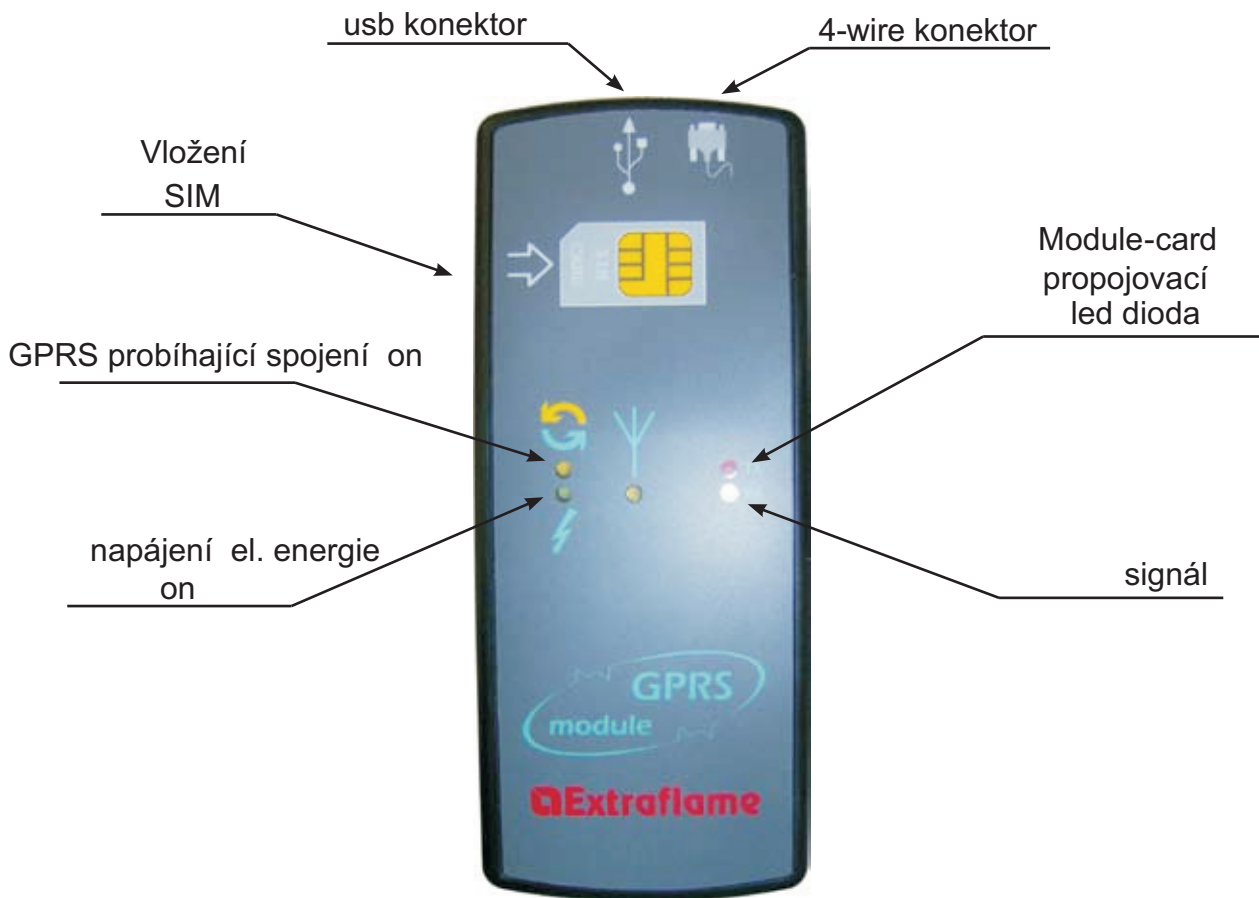 usb konektor
4-wire konektor
Vložení
SIM
Module-card
propojovací
led dioda
GPRS probíhající spojení on
napájení el. energie
on
signál
GPRS
module
Extraflame